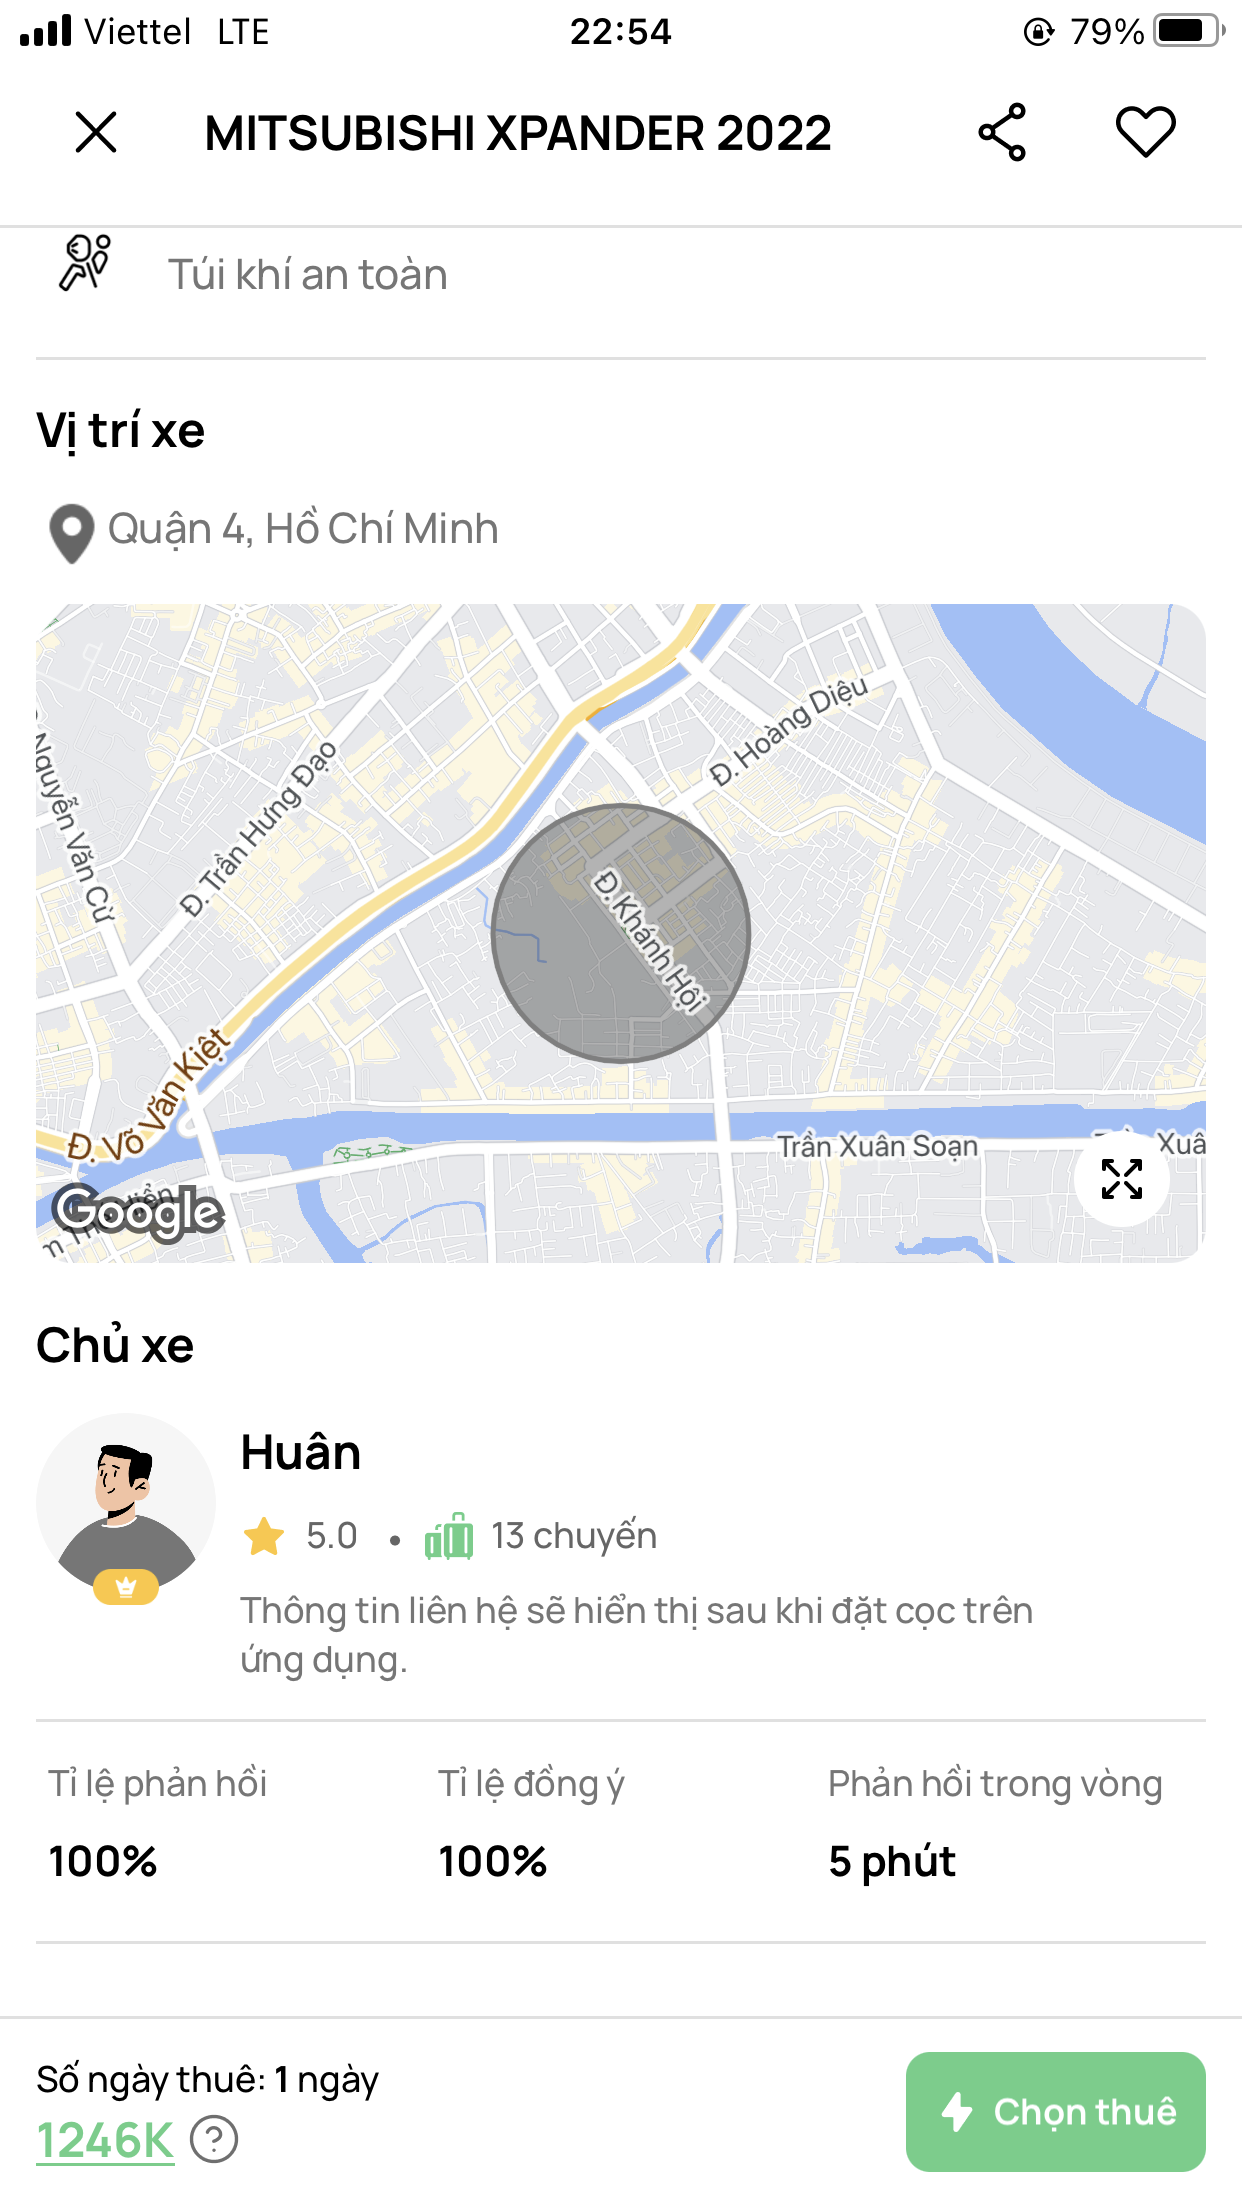 Viettel LTE 22:54 79%
MITSUBISHI XPANDER 2022
Túi khí an toàn
Vị trí xe
Quận 4, Hồ Chí Minh
Đ. Hoàng Diệu
Nguyễn Văn Cừ
Đ. Trần Hưng Đạo
Đ. Khánh Hội
Đ. Võ Văn Kiệt
Trần Xuân Soạn
Xuâ
Google
Chủ xe
Huân
5.0 • 13 chuyến
Thông tin liên hệ sẽ hiển thị sau khi đặt cọc trên
ứng dụng.
Tỉ lệ phản hồi Tỉ lệ đồng ý Phản hồi trong vòng
100% 100% 5 phút
Số ngày thuê: 1 ngày
1246K ?
Chọn thuê